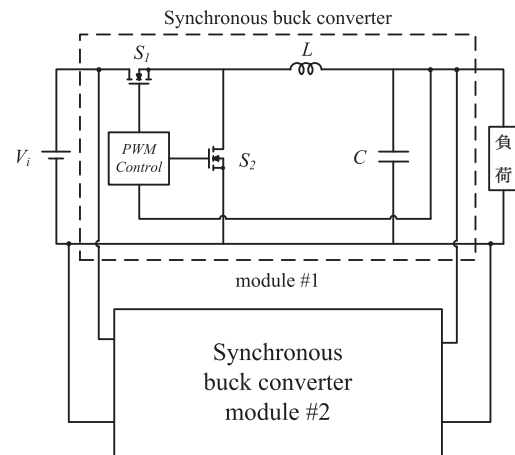 Synchronous buck converter
S1
L
Vi
PWM
Control
S2
C
負
荷
module #1
Synchronous
buck converter
module #2